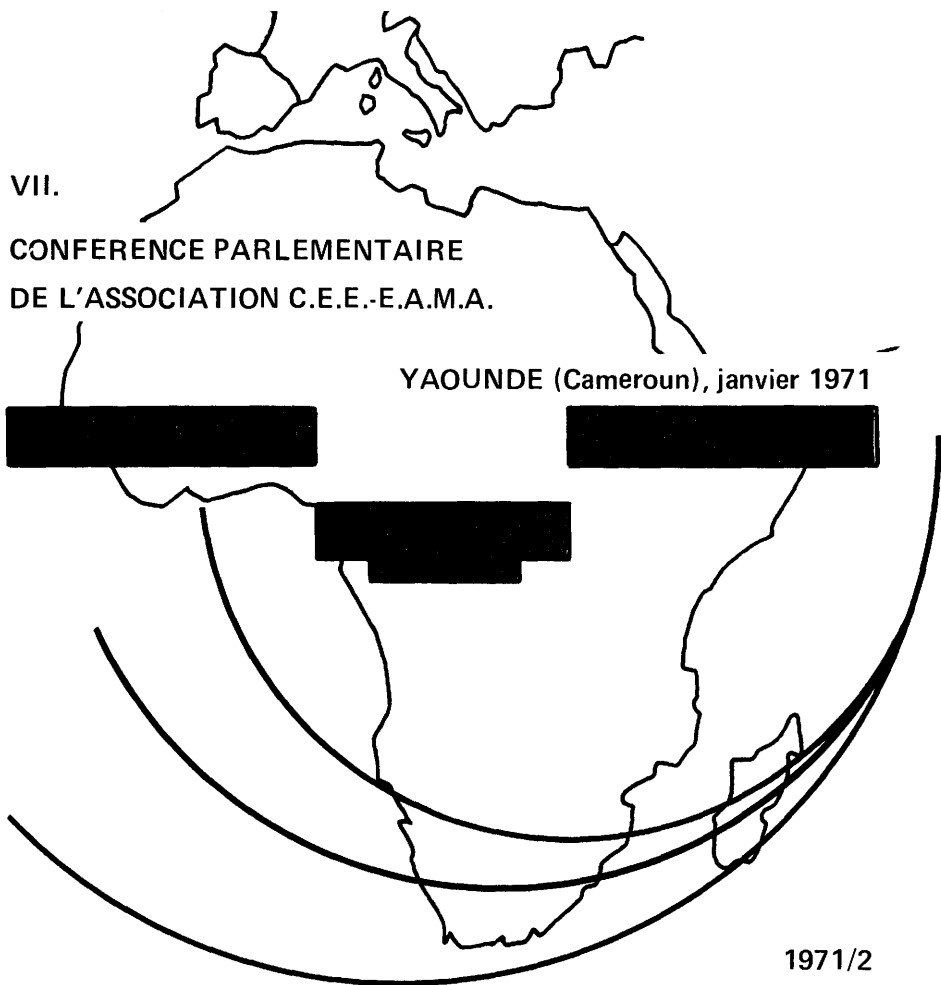 VII.
CONFERENCE PARLEMENTAIRE
DE L'ASSOCIATION C.E.E.-E.A.M.A.
YAOUNDE (Cameroun), janvier 1971
1971/2